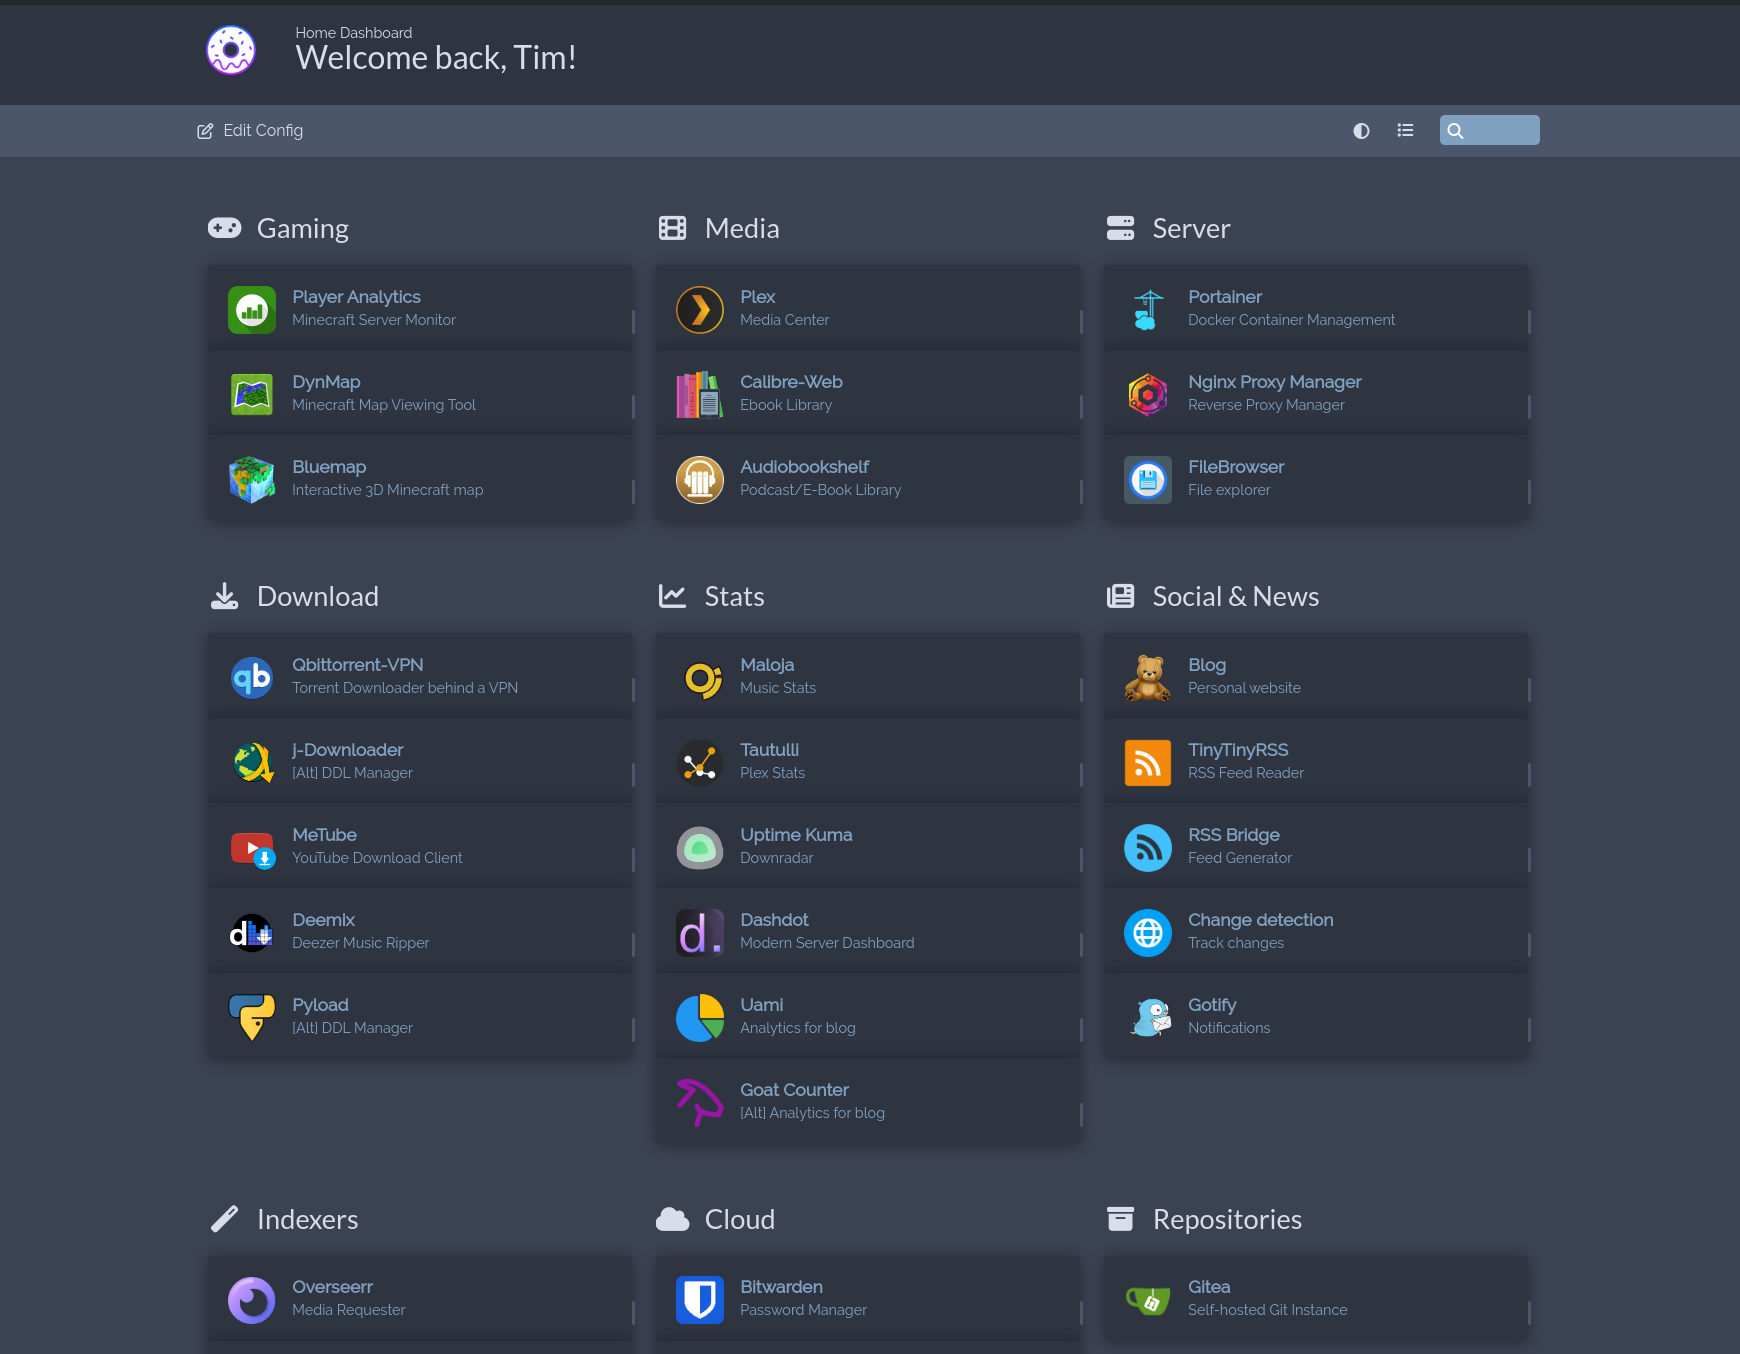 Home Dashboard
Welcome back, Tim!
Edit Config
Gaming
Player Analytics
Minecraft Server Monitor
DynMap
Minecraft Map Viewing Tool
Bluemap
Interactive 3D Minecraft map
Media
Plex
Media Center
Calibre-Web
Ebook Library
Audiobookshelf
Podcast/E-Book Library
Server
Portainer
Docker Container Management
Nginx Proxy Manager
Reverse Proxy Manager
FileBrowser
File explorer
Download
Qbittorrent-VPN
Torrent Downloader behind a VPN
j-Downloader
[Alt] DDL Manager
MeTube
YouTube Download Client
Deemix
Deezer Music Ripper
Pyload
[Alt] DDL Manager
Stats
Maloja
Music Stats
Tautulli
Plex Stats
Uptime Kuma
Downradar
Dashdot
Modern Server Dashboard
Uami
Analytics for blog
Goat Counter
[Alt] Analytics for blog
Social & News
Blog
Personal website
TinyTinyRSS
RSS Feed Reader
RSS Bridge
Feed Generator
Change detection
Track changes
Gotify
Notifications
Indexers
Overseerr
Media Requester
Cloud
Bitwarden
Password Manager
Repositories
Gitea
Self-hosted Git Instance